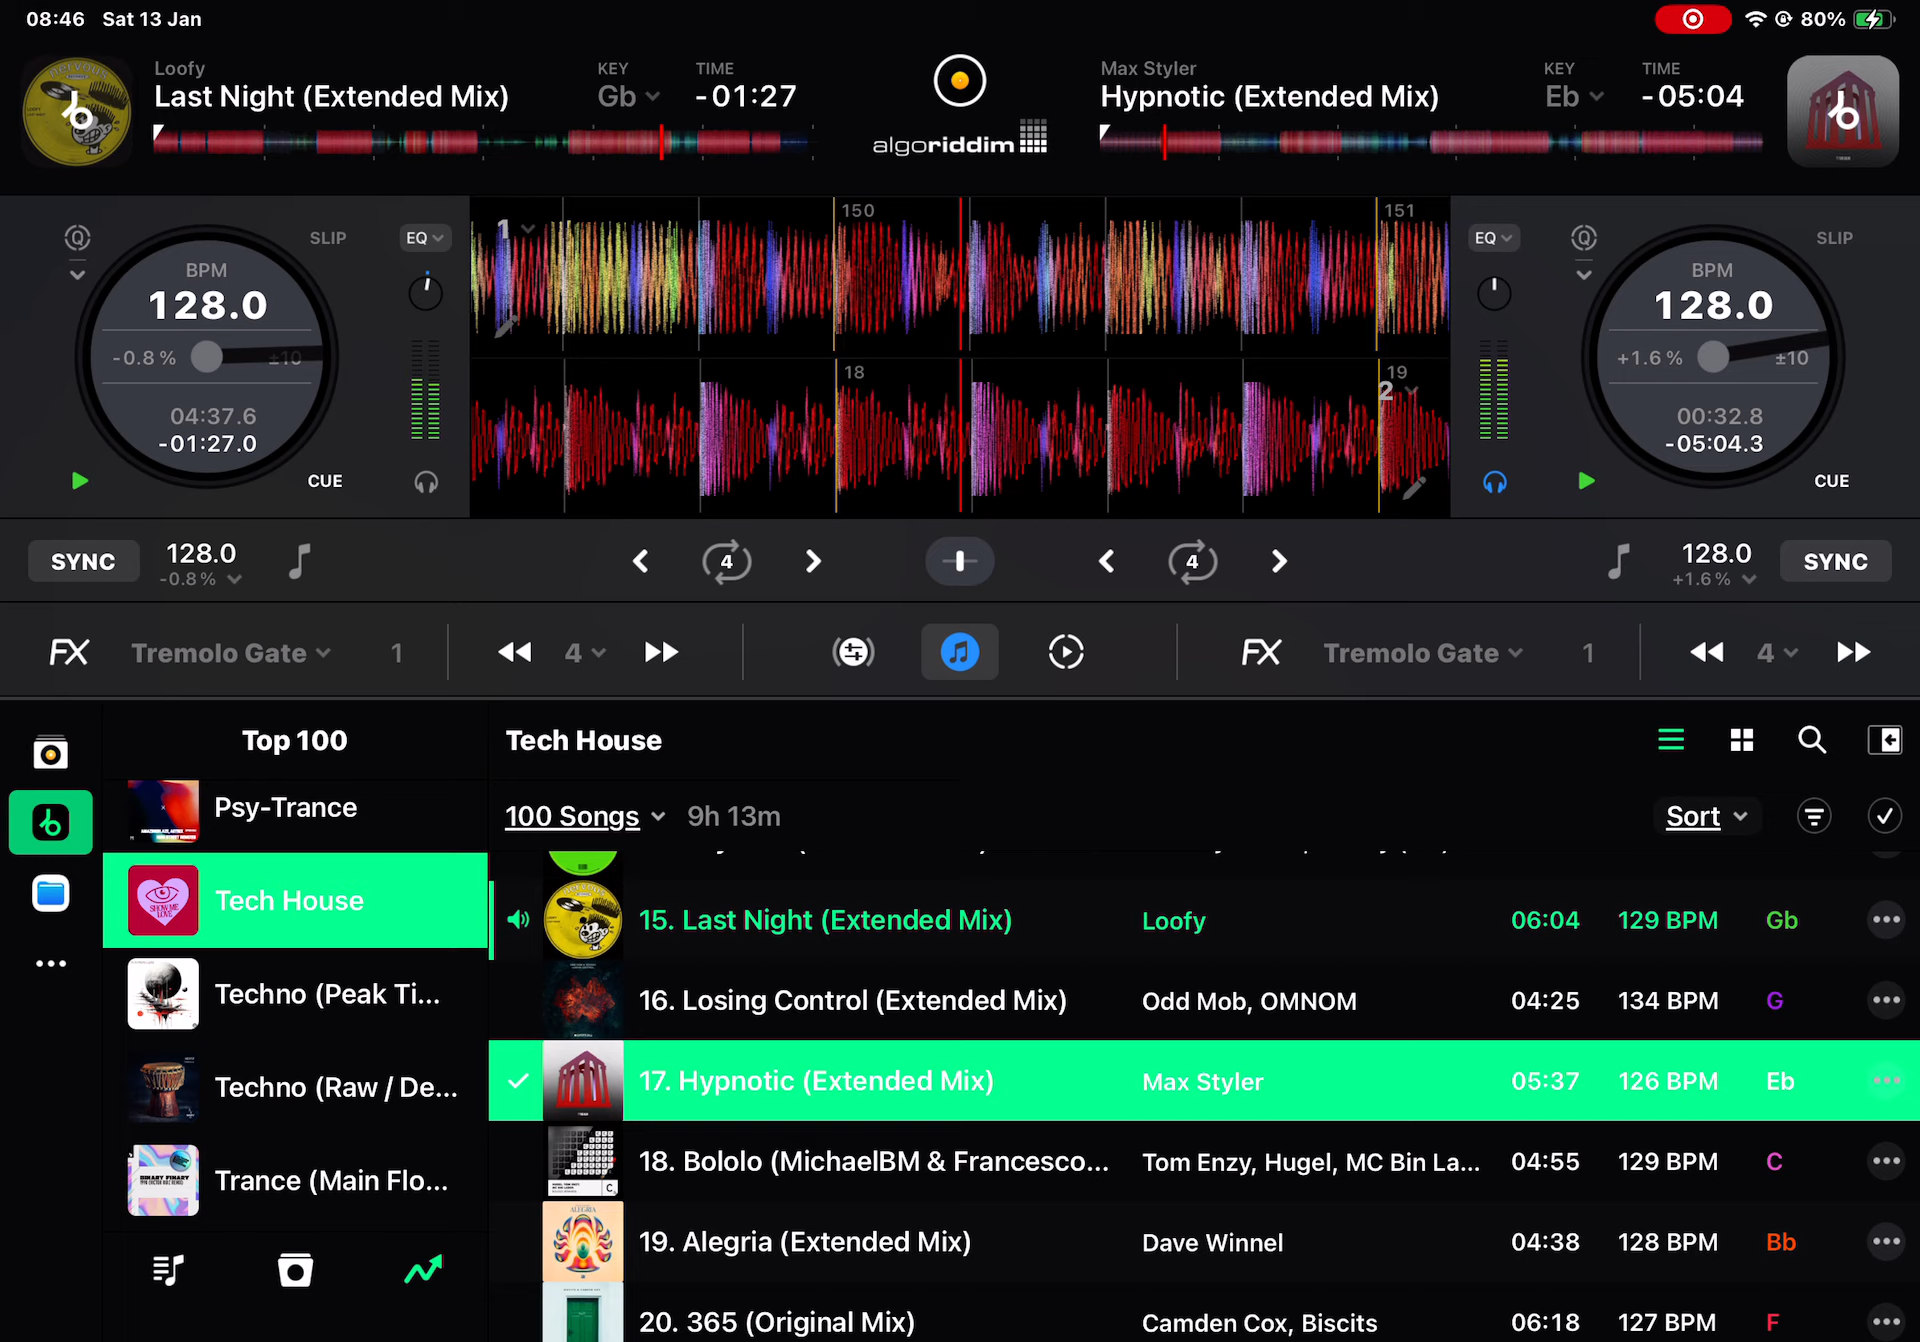 08:46 Sat 13 Jan
80%
Loofy
Last Night (Extended Mix)
KEY
Gb
TIME
-01:27
algoriddim
Max Styler
Hypnotic (Extended Mix)
KEY
Eb
TIME
-05:04
SLIP
EQ
BPM
128.0
-0.8 %
±10
04:37.6
-01:27.0
CUE
1
150
151
18
19
2
EQ
SLIP
BPM
128.0
+1.6 %
±10
00:32.8
-05:04.3
CUE
SYNC
128.0
-0.8%
4
4
128.0
+1.6%
SYNC
FX Tremolo Gate 1
4
FX Tremolo Gate 1
4
Top 100
Psy-Trance
Tech House
Techno (Peak Ti...
Techno (Raw / De...
Trance (Main Flo...
Tech House
100 Songs 9h 13m
Sort
15. Last Night (Extended Mix) Loofy 06:04 129 BPM Gb
16. Losing Control (Extended Mix) Odd Mob, OMNOM 04:25 134 BPM G
17. Hypnotic (Extended Mix) Max Styler 05:37 126 BPM Eb
18. Bololo (MichaelBM & Francesco... Tom Enzy, Hugel, MC Bin La... 04:55 129 BPM C
19. Alegria (Extended Mix) Dave Winnel 04:38 128 BPM Bb
20. 365 (Original Mix) Camden Cox, Biscits 06:18 127 BPM F